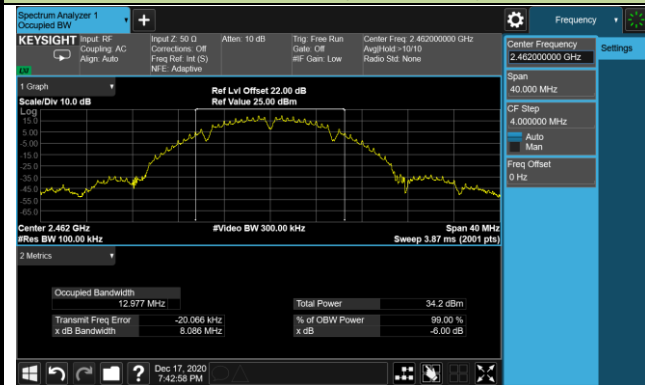 Spectrum Analyzer 1
Occupied BW
+
Frequency
KEYSIGHT
Input: RF
Coupling: AC
Align: Auto
Input Z: 50 Ω
Corrections: Off
Freq Ref: Int (S)
NFE: Adaptive
Atten: 10 dB
Trig: Free Run
Gate: Off
#IF Gain: Low
Center Freq: 2.462000000 GHz
Avg|Hold:>10/10
Radio Std: None
Center Frequency
2.462000000 GHz
Settings
Span
40.000 MHz
CF Step
4.000000 MHz
Auto
Man
Freq Offset
0 Hz
1 Graph
Scale/Div 10.0 dB
Ref Lvl Offset 22.00 dB
Ref Value 25.00 dBm
Log
15.0
5.00
-5.00
-15.0
-25.0
-35.0
-45.0
-55.0
-65.0
Center 2.462 GHz
#Res BW 100.00 kHz
#Video BW 300.00 kHz
Span 40 MHz
Sweep 3.87 ms (2001 pts)
2 Metrics
Occupied Bandwidth
12.977 MHz
Total Power 34.2 dBm
Transmit Freq Error -20.066 kHz
% of OBW Power 99.00 %
x dB Bandwidth 8.086 MHz
x dB -6.00 dB
?
Dec 17, 2020
7:42:58 PM